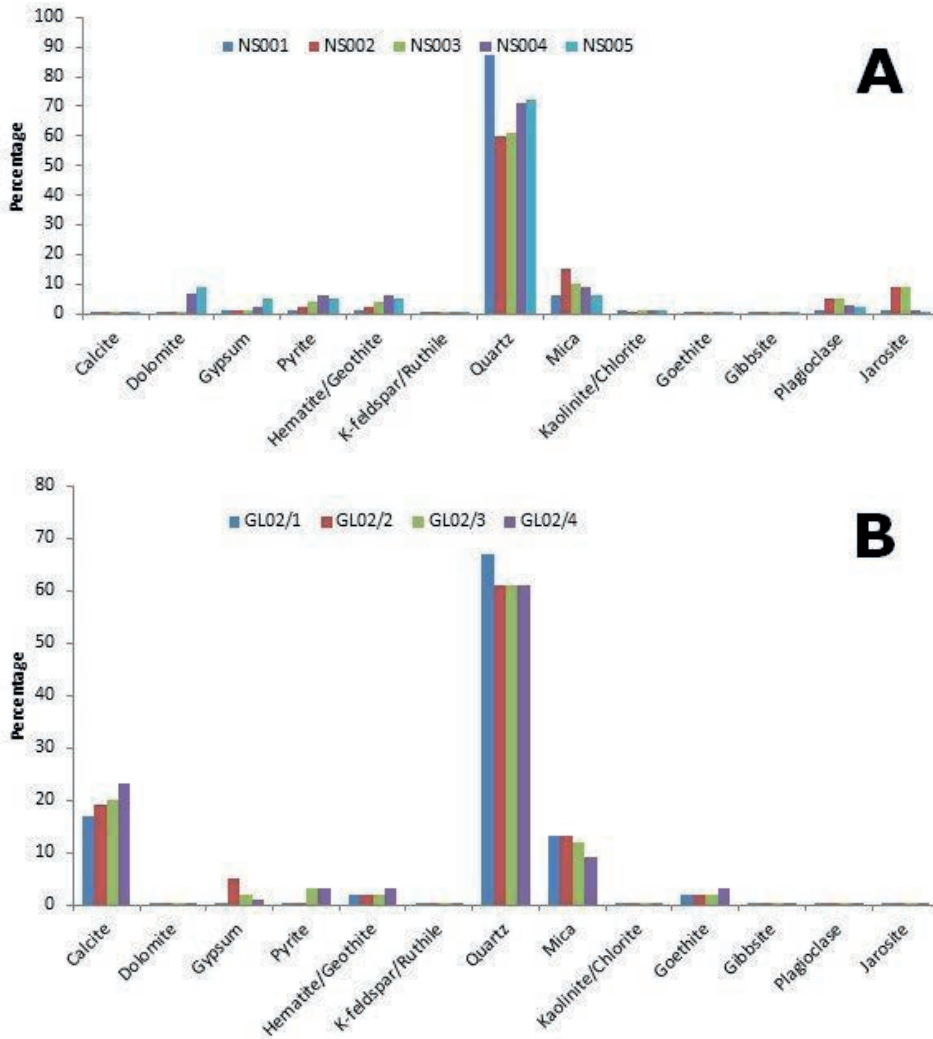 100
90
80
70
60
50
40
30
20
10
0
Percentage
NS001 NS002 NS003 NS004 NS005
A
Calcite
Dolomite
Gypsum
Pyrite
Hematite/Geothite
K-feldspar/Ruthile
Quartz
Mica
Kaolinite/Chlorite
Goethite
Gibbsite
Plagioclase
Jarosite
80
70
60
50
40
30
20
10
0
Percentage
GL02/1 GL02/2 GL02/3 GL02/4
B
Calcite
Dolomite
Gypsum
Pyrite
Hematite/Geothite
K-feldspar/Ruthile
Quartz
Mica
Kaolinite/Chlorite
Goethite
Gibbsite
Plagioclase
Jarosite